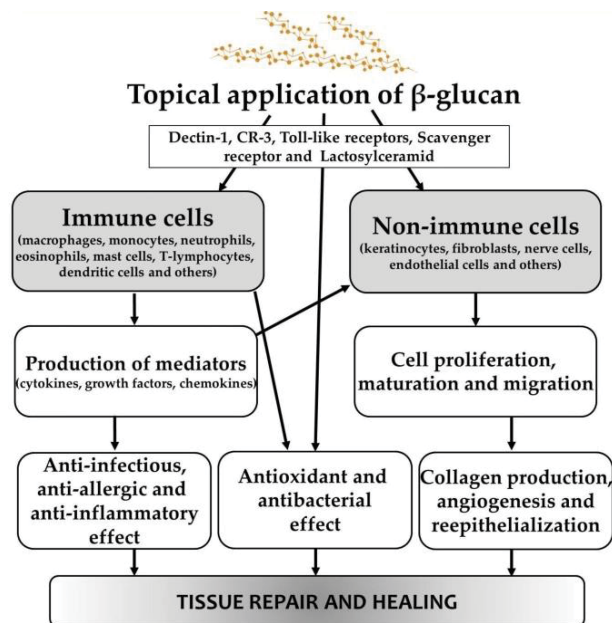 Topical application of β-glucan
Dectin-1, CR-3, Toll-like receptors, Scavenger
receptor and Lactosylceramid
Immune cells
(macrophages, monocytes, neutrophils,
eosinophils, mast cells, T-lymphocytes,
dendritic cells and others)
Non-immune cells
(keratinocytes, fibroblasts, nerve cells,
endothelial cells and others)
Production of mediators
(cytokines, growth factors, chemokines)
Cell proliferation,
maturation and migration
Anti-infectious,
anti-allergic and
anti-inflammatory
effect
Antioxidant and
antibacterial
effect
Collagen production,
angiogenesis and
reepithelialization
TISSUE REPAIR AND HEALING